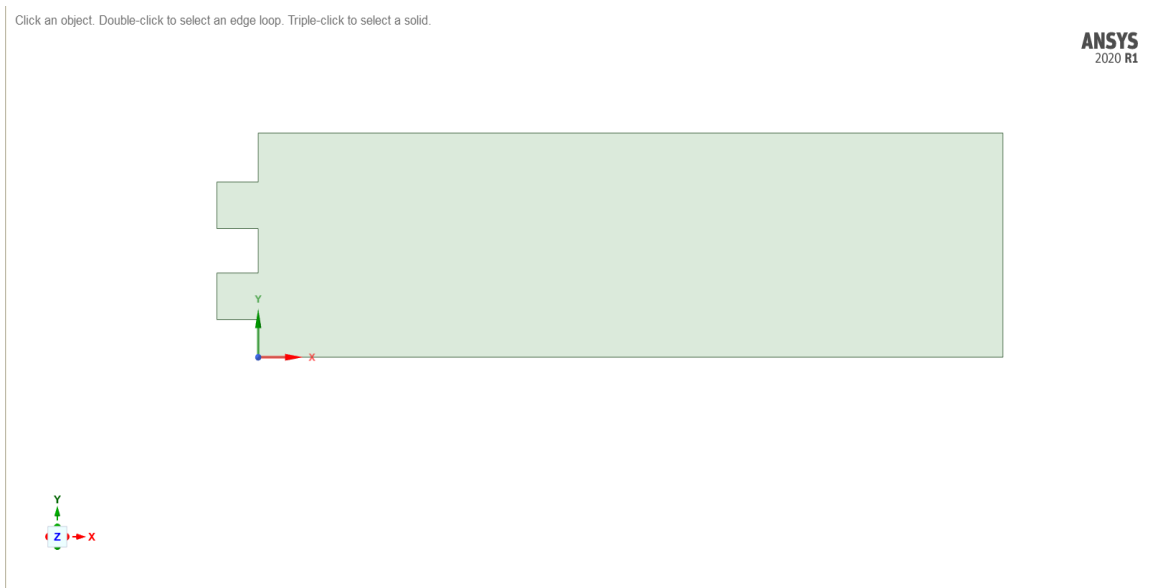 Click an object. Double-click to select an edge loop. Triple-click to select a solid.
ANSYS
2020 R1
Y
X
Y
Z
X